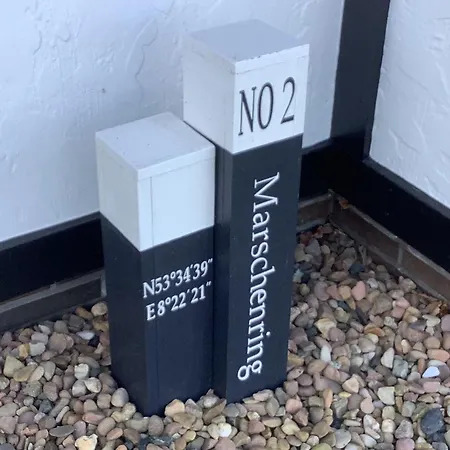 N53°34'39"
E8°22'21"
NO 2
Marschenring